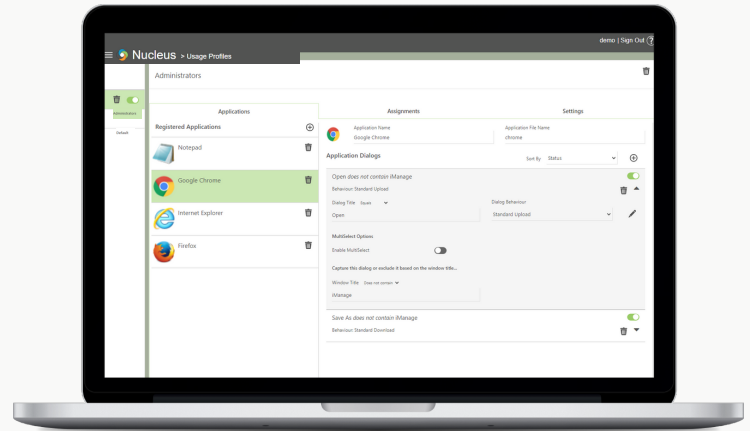 demo | Sign Out ?
Nucleus > Usage Profiles
Administrators
Administrators
Default
Applications
Assignments
Settings
Registered Applications
Notepad
Google Chrome
Internet Explorer
Firefox
Application Name
Google Chrome
Application File Name
chrome
Application Dialogs
Sort By Status
Open does not contain iManage
Behaviour: Standard Upload
Dialog Title Equals
Open
Dialog Behaviour
Standard Upload
MultiSelect Options
Enable MultiSelect
Capture this dialog or exclude it based on the window title...
Window Title Does not contain
iManage
Save As does not contain iManage
Behaviour: Standard Download